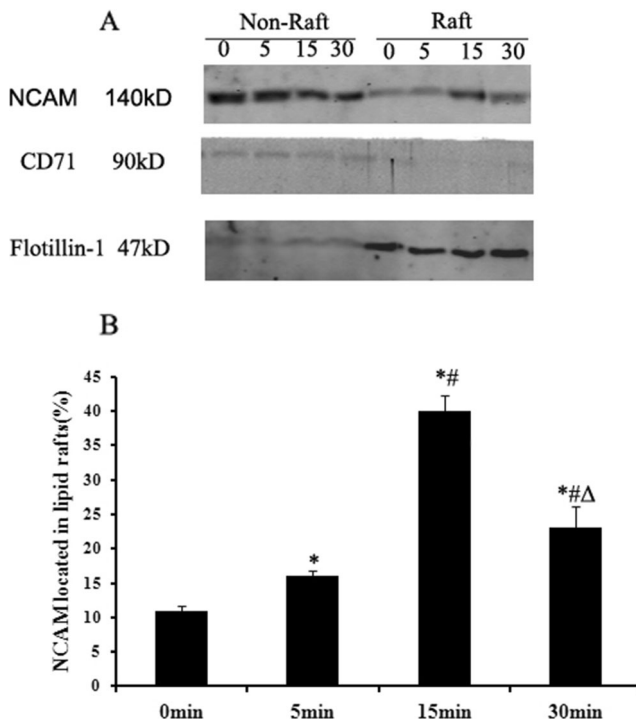 A
Non-Raft Raft
0 5 15 30 0 5 15 30
NCAM 140kD
CD71 90kD
Flotillin-1 47kD
B
NCAM located in lipid rafts(%)
45
40
35
30
25
20
15
10
5
0
*
*#
*#Δ
0min 5min 15min 30min